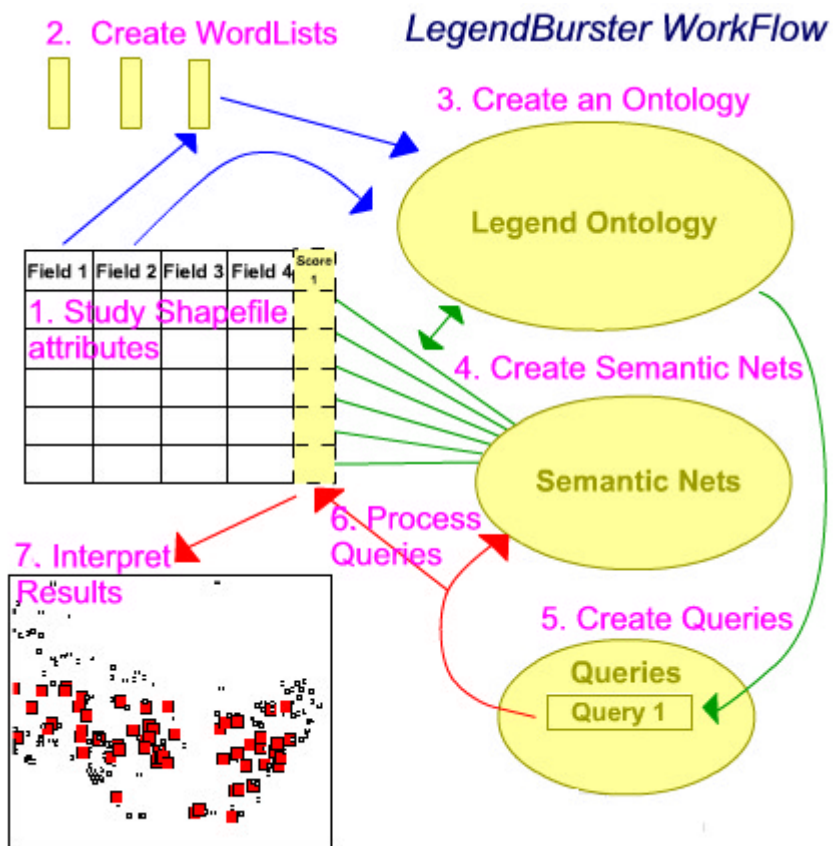 LegendBurster WorkFlow
2. Create WordLists
3. Create an Ontology
Legend Ontology
Field 1 Field 2 Field 3 Field 4 Score
1
1. Study Shapefile
attributes
4. Create Semantic Nets
Semantic Nets
6. Process
Queries
7. Interpret
Results
5. Create Queries
Queries
Query 1